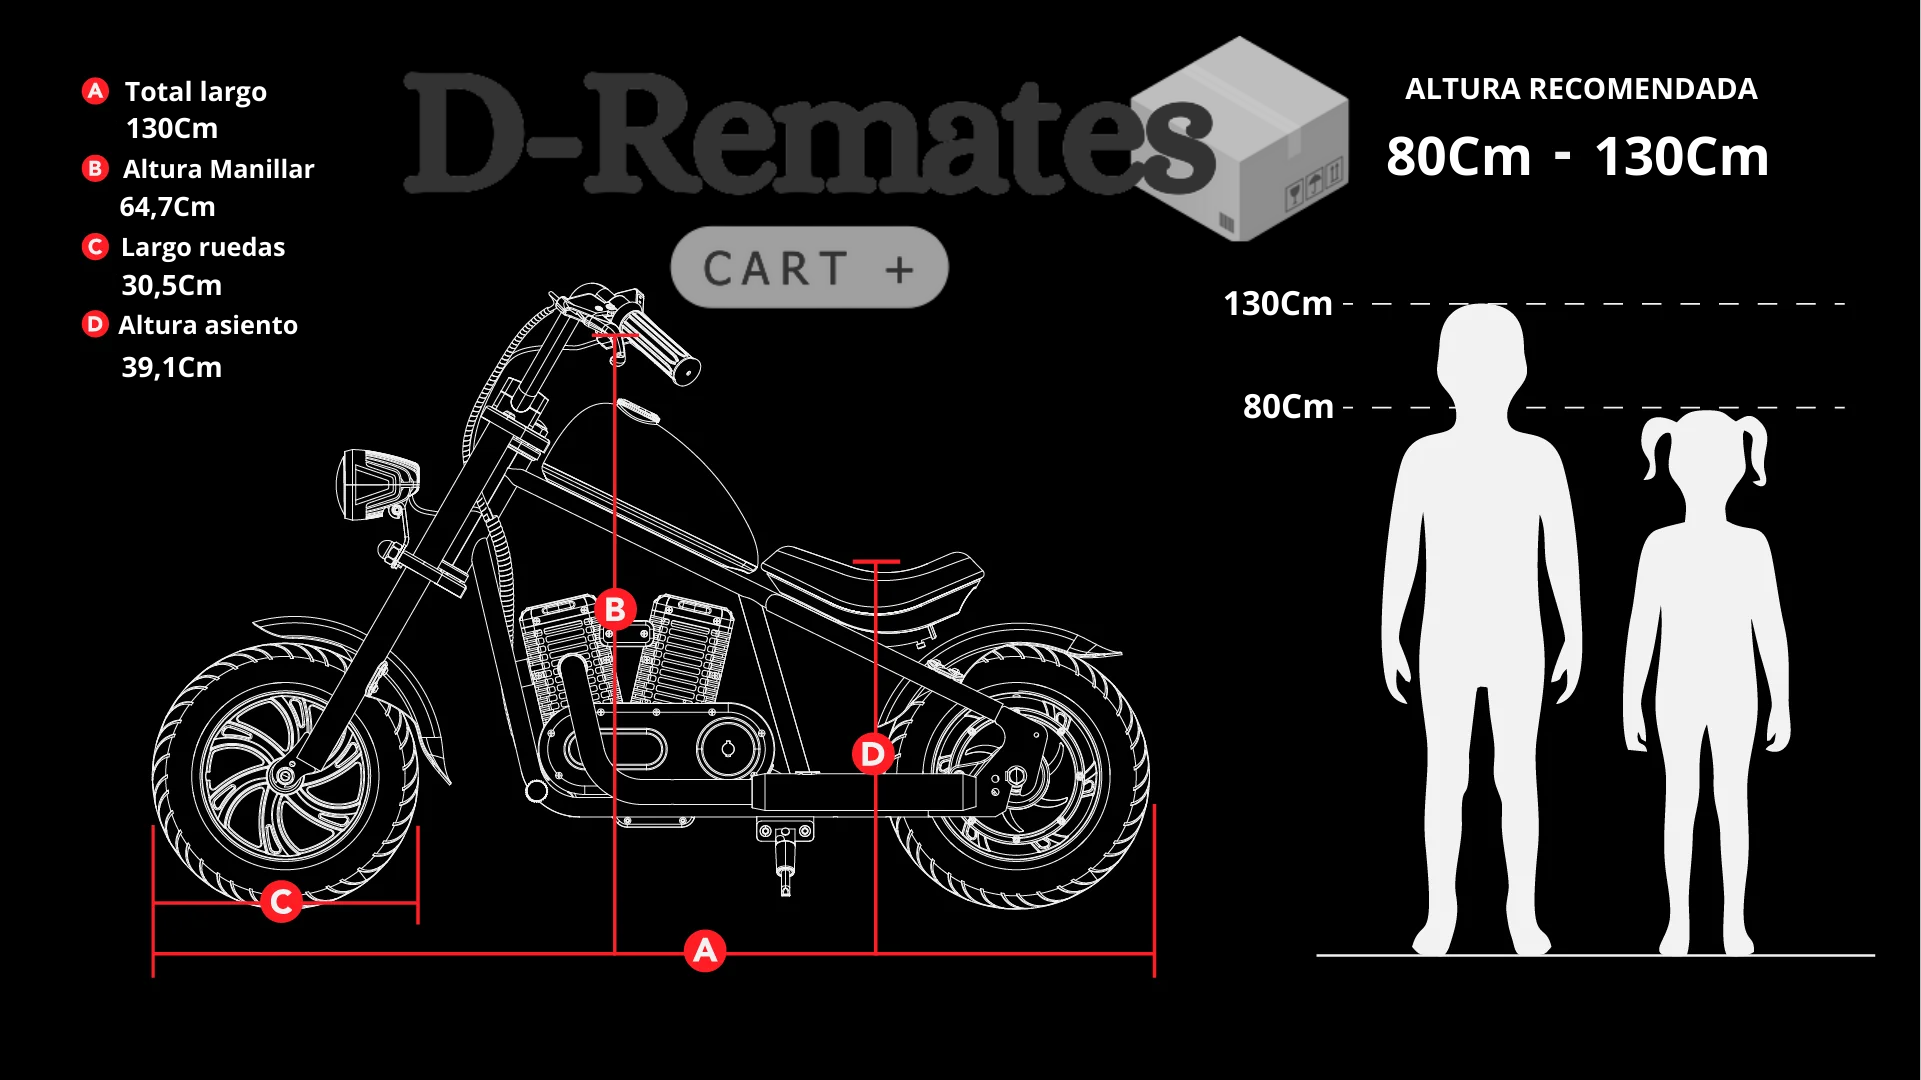 A Total largo
130Cm
B Altura Manillar
64,7Cm
C Largo ruedas
30,5Cm
D Altura asiento
39,1Cm
D-Remates
CART +
ALTURA RECOMENDADA
80Cm - 130Cm
130Cm
80Cm
B
D
C
A